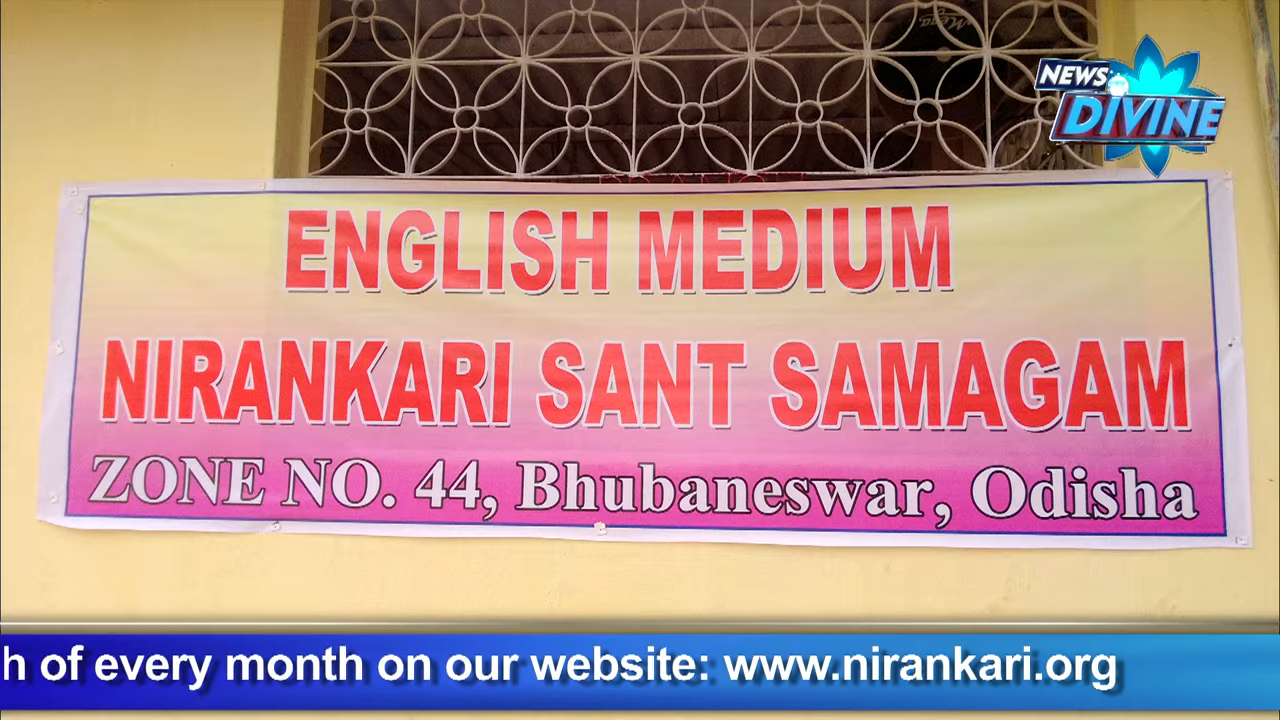 NEWS
DIVINE
ENGLISH MEDIUM
NIRANKARI SANT SAMAGAM
ZONE NO. 44, Bhubaneswar, Odisha
h of every month on our website: www.nirankari.org